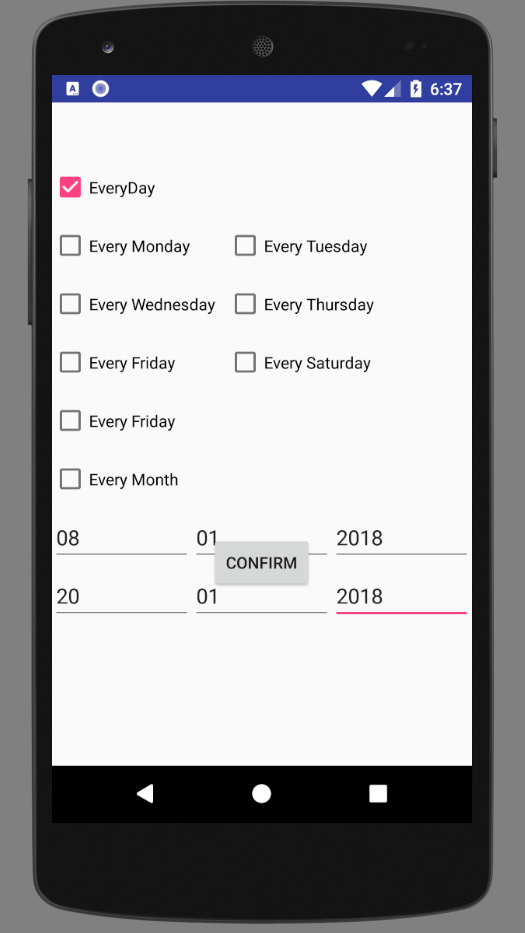 6:37
EveryDay
Every Monday Every Tuesday
Every Wednesday Every Thursday
Every Friday Every Saturday
Every Friday
Every Month
08 01 2018
CONFIRM
20 01 2018